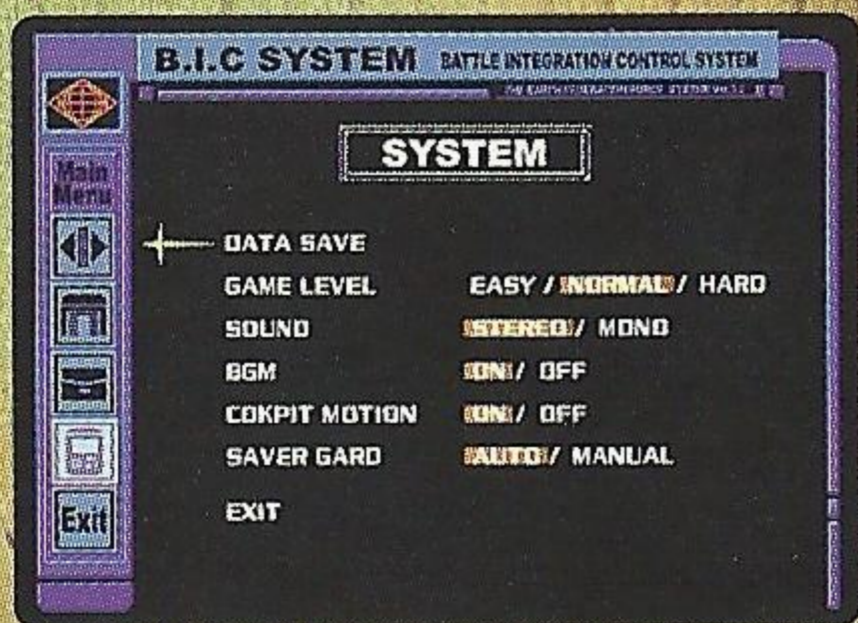 B.I.C SYSTEM BATTLE INTEGRATION CONTROL SYSTEM
SYSTEM
Main
Menu
DATA SAVE
GAME LEVEL EASY / NORMAL / HARD
SOUND STEREO / MONO
BGM ON / OFF
COKPIT MOTION ON / OFF
SAVER GARD AUTO / MANUAL
EXIT
Exit